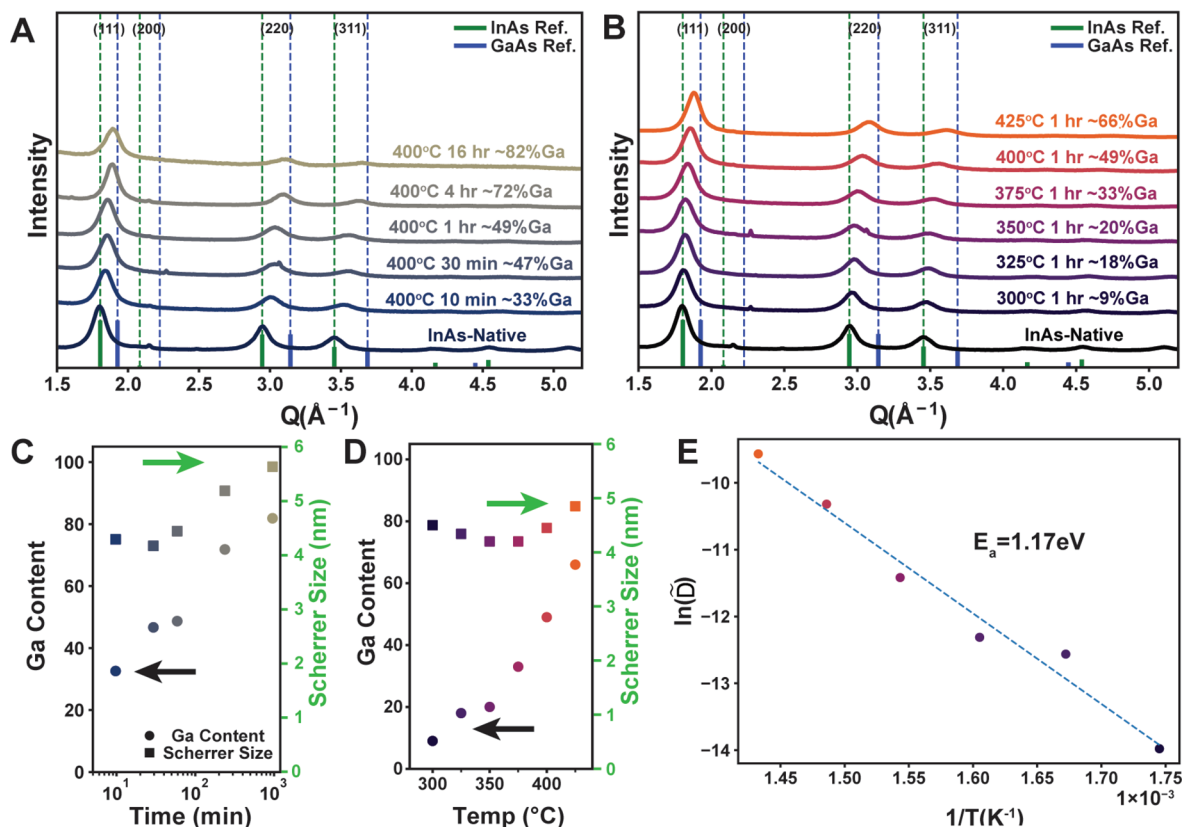 A
(111) (200) (220) (311)
InAs Ref.
GaAs Ref.
400°C 16 hr ~82%Ga
400°C 4 hr ~72%Ga
400°C 1 hr ~49%Ga
400°C 30 min ~47%Ga
400°C 10 min ~33%Ga
InAs-Native
Intensity
1.5 2.0 2.5 3.0 3.5 4.0 4.5 5.0
Q(Å⁻¹)
B
(111) (200) (220) (311)
InAs Ref.
GaAs Ref.
425°C 1 hr ~66%Ga
400°C 1 hr ~49%Ga
375°C 1 hr ~33%Ga
350°C 1 hr ~20%Ga
325°C 1 hr ~18%Ga
300°C 1 hr ~9%Ga
InAs-Native
Intensity
1.5 2.0 2.5 3.0 3.5 4.0 4.5 5.0
Q(Å⁻¹)
C
100
80
60
40
20
0
Ga Content
6
5
4
3
2
1
0
Scherrer Size (nm)
Ga Content
Scherrer Size
10¹ 10² 10³
Time (min)
D
100
80
60
40
20
0
Ga Content
6
5
4
3
2
1
0
Scherrer Size (nm)
300 350 400
Temp (°C)
E
−10
−11
−12
−13
−14
ln(D̃)
Eₐ=1.17eV
1.45 1.50 1.55 1.60 1.65 1.70 1.75
1×10⁻³
1/T(K⁻¹)